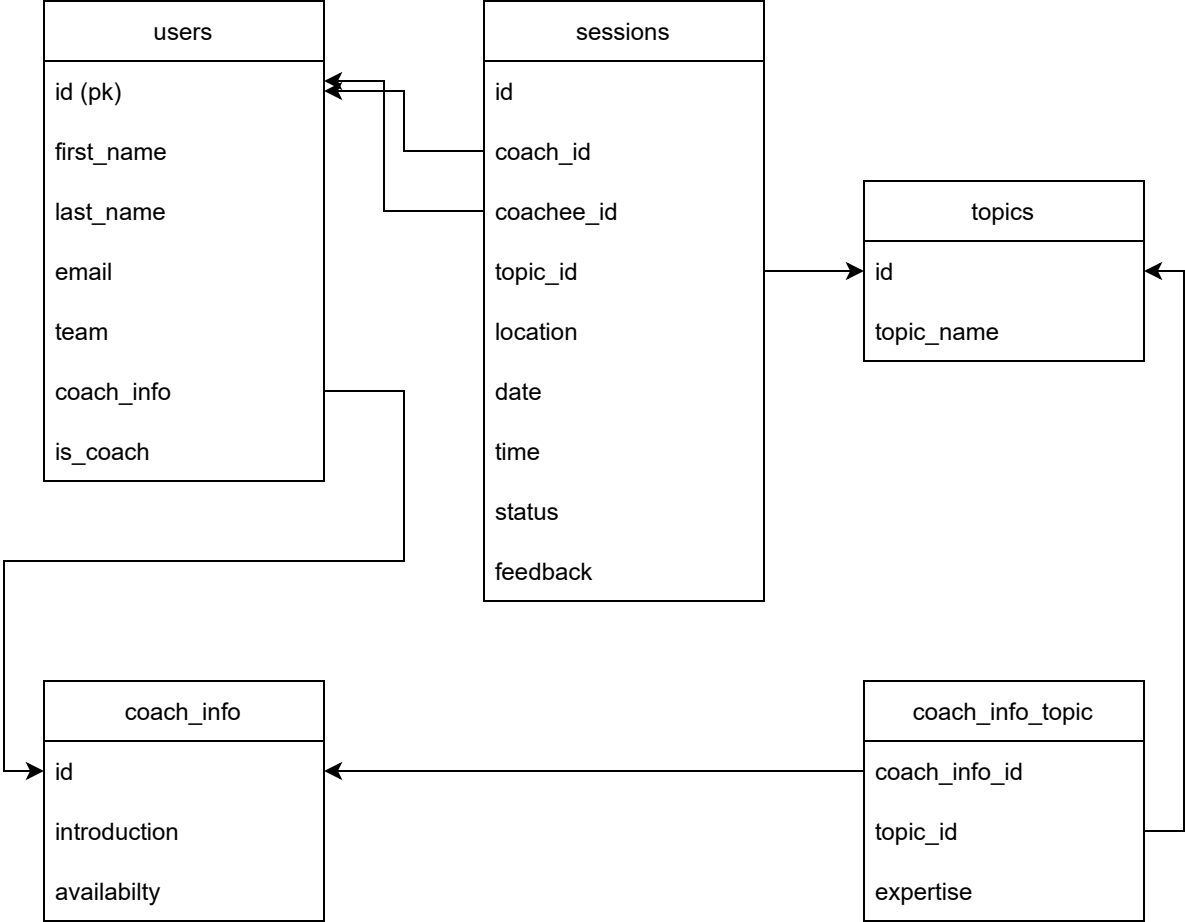 users
id (pk)
first_name
last_name
email
team
coach_info
is_coach
sessions
id
coach_id
coachee_id
topic_id
location
date
time
status
feedback
topics
id
topic_name
coach_info
id
introduction
availabilty
coach_info_topic
coach_info_id
topic_id
expertise